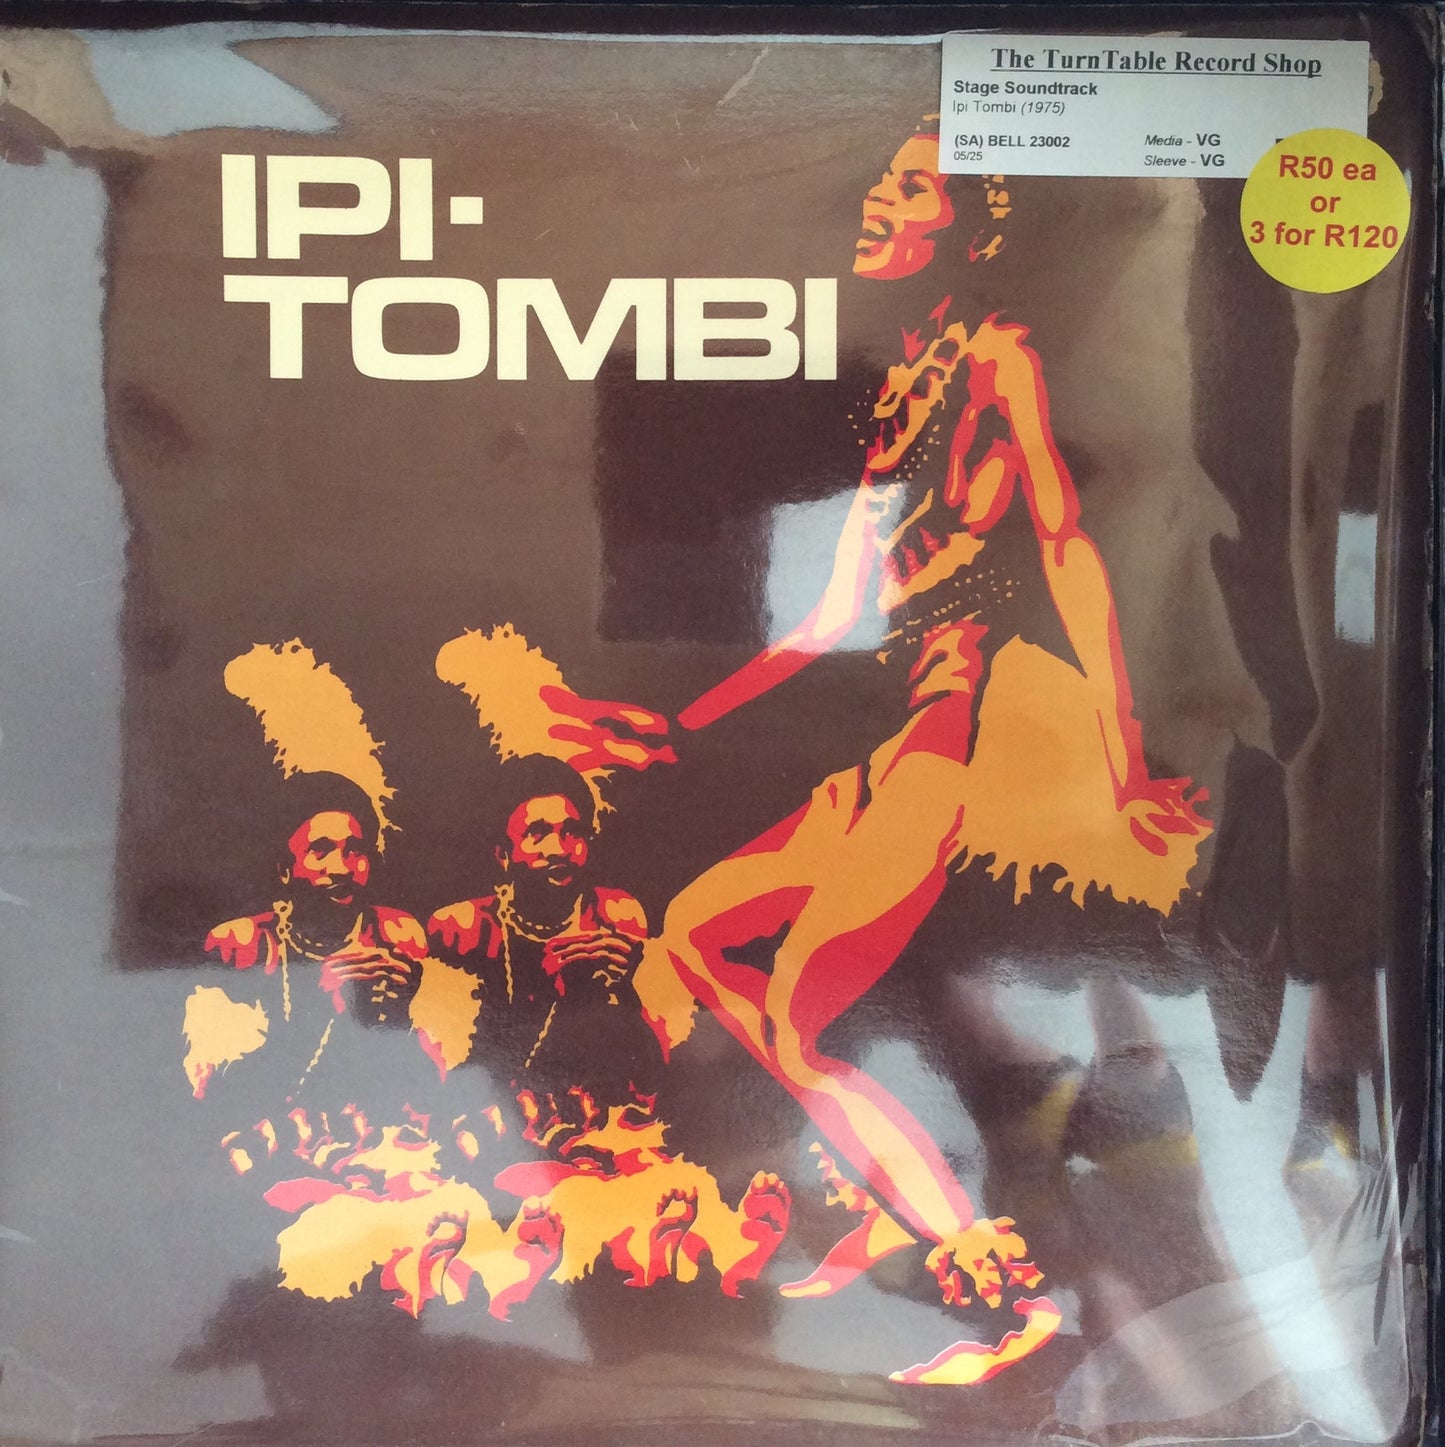 The TurnTable Record Shop
Stage Soundtrack
Ipi Tombi (1975)
(SA) BELL 23002
Media - VG
05/25
Sleeve - VG
R50 ea
or
3 for R120
IPI-
TOMBI